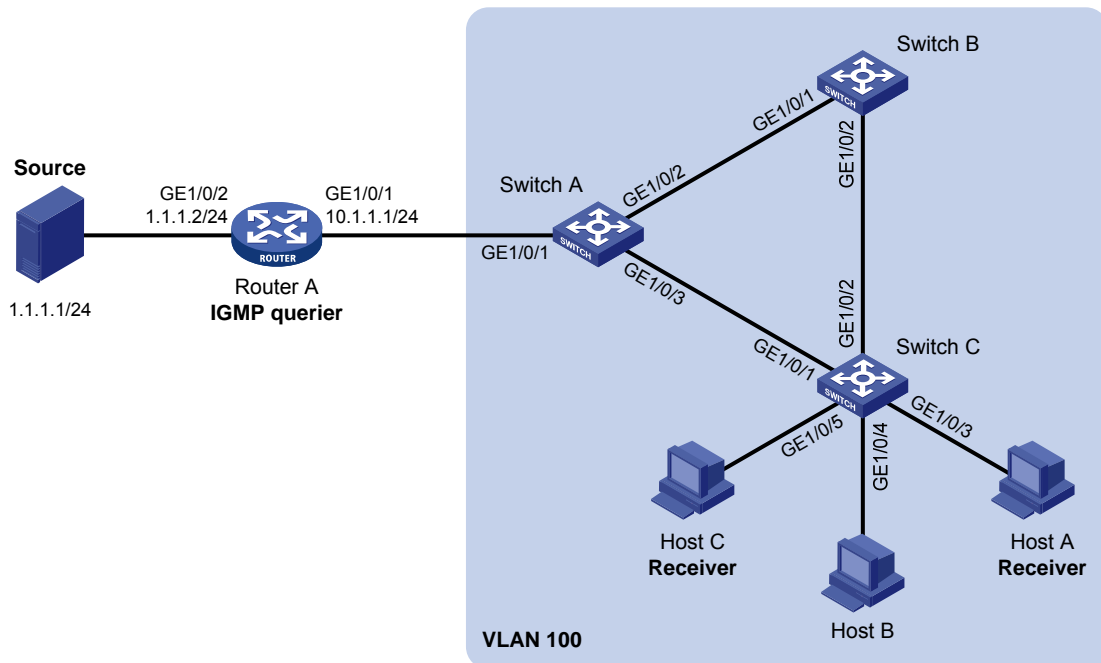 Source
1.1.1.1/24
GE1/0/2
1.1.1.2/24
ROUTER
GE1/0/1
10.1.1.1/24
Router A
IGMP querier
GE1/0/1
Switch A
SWITCH
GE1/0/2
GE1/0/3
GE1/0/1
Switch B
SWITCH
GE1/0/2
GE1/0/2
GE1/0/1
Switch C
SWITCH
GE1/0/5
GE1/0/4
GE1/0/3
Host C
Receiver
Host B
Host A
Receiver
VLAN 100